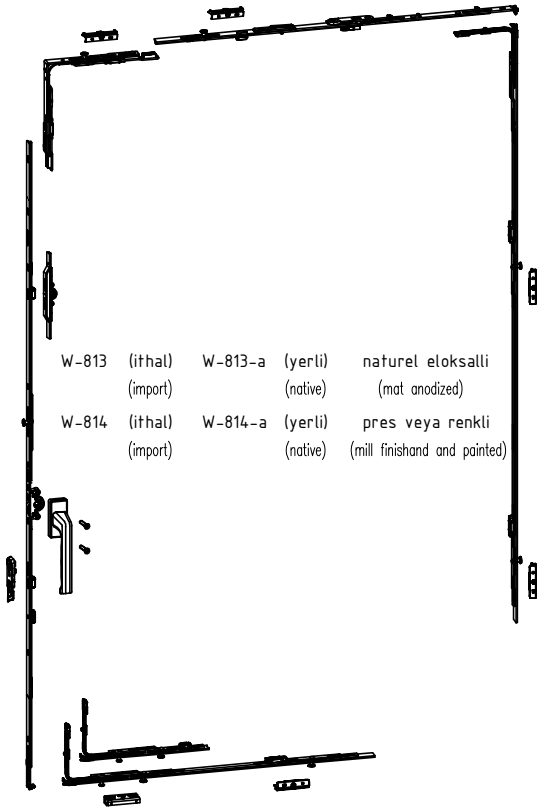 W-813 (ithal) W-813-a (yerli) naturel eloksalli
(import) (native) (mat anodized)
W-814 (ithal) W-814-a (yerli) pres veya renkli
(import) (native) (mill finishand and painted)